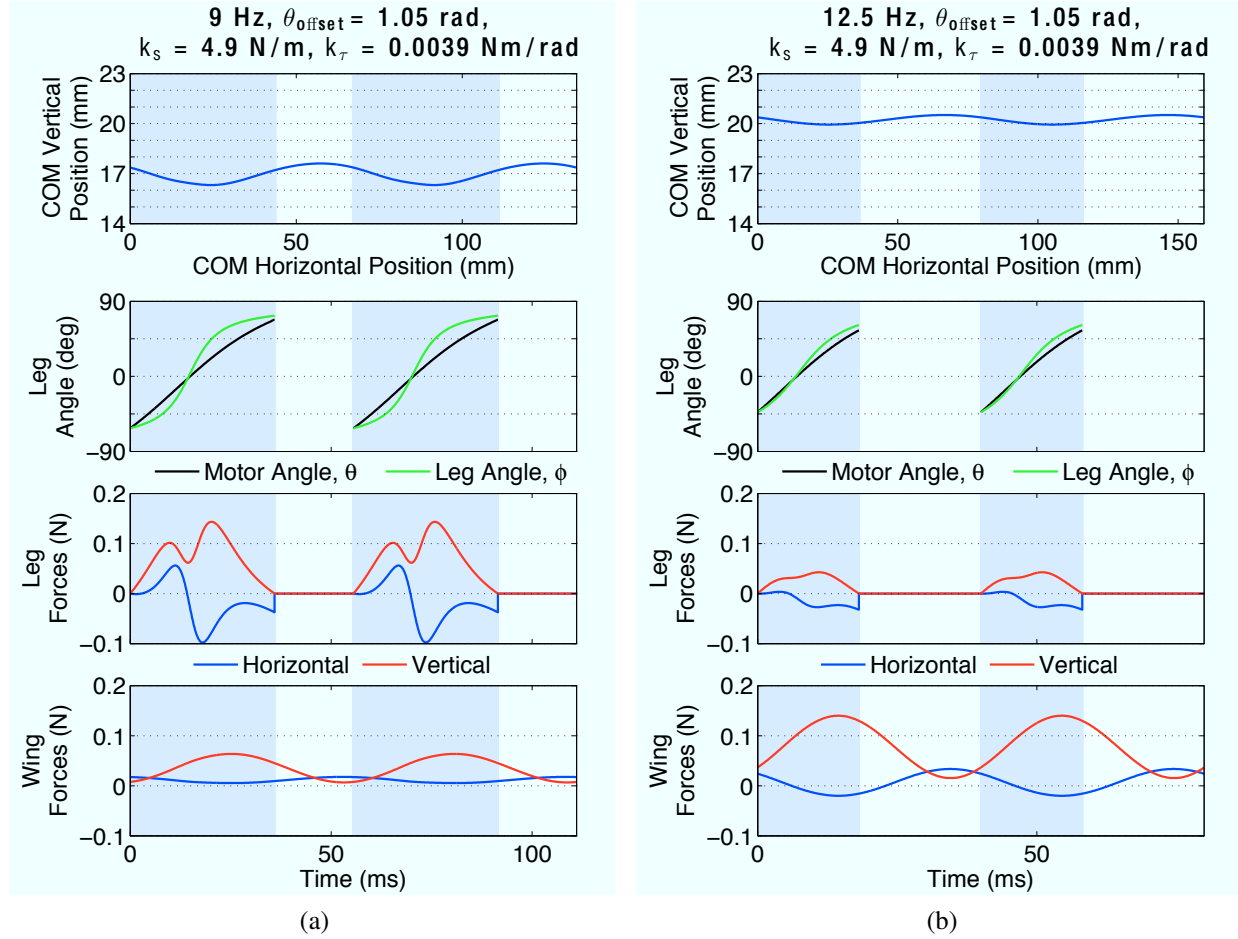 9 Hz, θoffset = 1.05 rad,
ks = 4.9 N/m, kτ = 0.0039 Nm/rad
COM Vertical
Position (mm)
23
20
17
14
0
50
100
COM Horizontal Position (mm)
Leg
Angle (deg)
90
0
−90
Motor Angle, θ
Leg Angle, ϕ
Leg
Forces (N)
0.2
0.1
0
−0.1
Horizontal
Vertical
Wing
Forces (N)
0.2
0.1
0
−0.1
0
50
100
Time (ms)
(a)
12.5 Hz, θoffset = 1.05 rad,
ks = 4.9 N/m, kτ = 0.0039 Nm/rad
COM Vertical
Position (mm)
23
20
17
14
0
50
100
150
COM Horizontal Position (mm)
Leg
Angle (deg)
90
0
−90
Motor Angle, θ
Leg Angle, ϕ
Leg
Forces (N)
0.2
0.1
0
−0.1
Horizontal
Vertical
Wing
Forces (N)
0.2
0.1
0
−0.1
0
50
Time (ms)
(b)